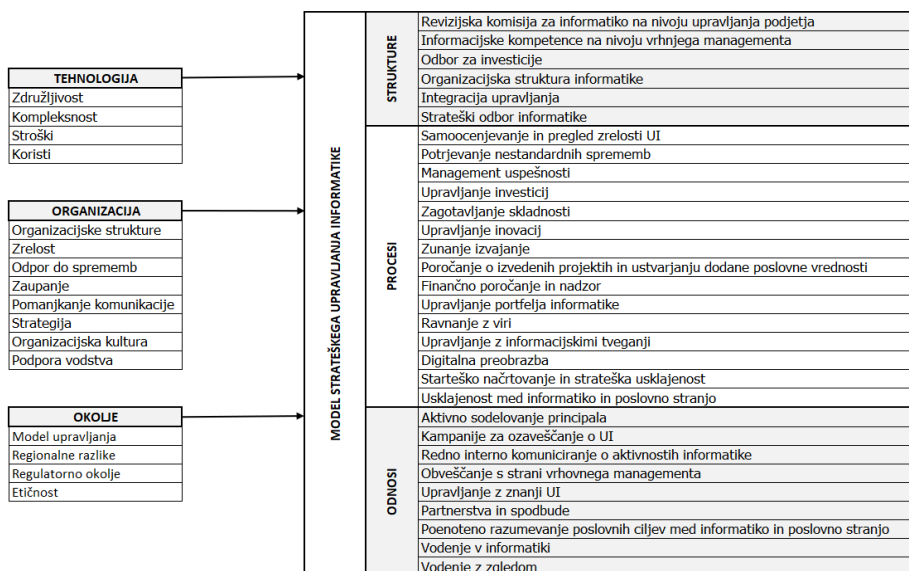 TEHNOLOGIJA
Združljivost
Kompleksnost
Stroški
Koristi
ORGANIZACIJA
Organizacijske strukture
Zrelost
Odpor do sprememb
Zaupanje
Pomanjkanje komunikacije
Strategija
Organizacijska kultura
Podpora vodstva
OKOLJE
Model upravljanja
Regionalne razlike
Regulatorno okolje
Etičnost
MODEL STRATEŠKEGA UPRAVLJANJA INFORMATIKE
STRUKTURE
Revizijska komisija za informatiko na nivoju upravljanja podjetja
Informacijske kompetence na nivoju vrhnjega managementa
Odbor za investicije
Organizacijska struktura informatike
Integracija upravljanja
Strateški odbor informatike
PROCESI
Samoocenjevanje in pregled zrelosti UI
Potrjevanje nestandardnih sprememb
Management uspešnosti
Upravljanje investicij
Zagotavljanje skladnosti
Upravljanje inovacij
Zunanje izvajanje
Poročanje o izvedenih projektih in ustvarjanju dodane poslovne vrednosti
Finančno poročanje in nadzor
Upravljanje portfelja informatike
Ravnanje z viri
Upravljanje z informacijskimi tveganji
Digitalna preobrazba
Starteško načrtovanje in strateška usklajenost
Usklajenost med informatiko in poslovno stranjo
ODNOSI
Aktivno sodelovanje principala
Kampanije za ozaveščanje o UI
Redno interno komuniciranje o aktivnostih informatike
Obveščanje s strani vrhovnega managementa
Upravljanje z znanji UI
Partnerstva in spodbude
Poenoteno razumevanje poslovnih ciljev med informatiko in poslovno stranjo
Vodenje v informatiki
Vodenje z zgledom